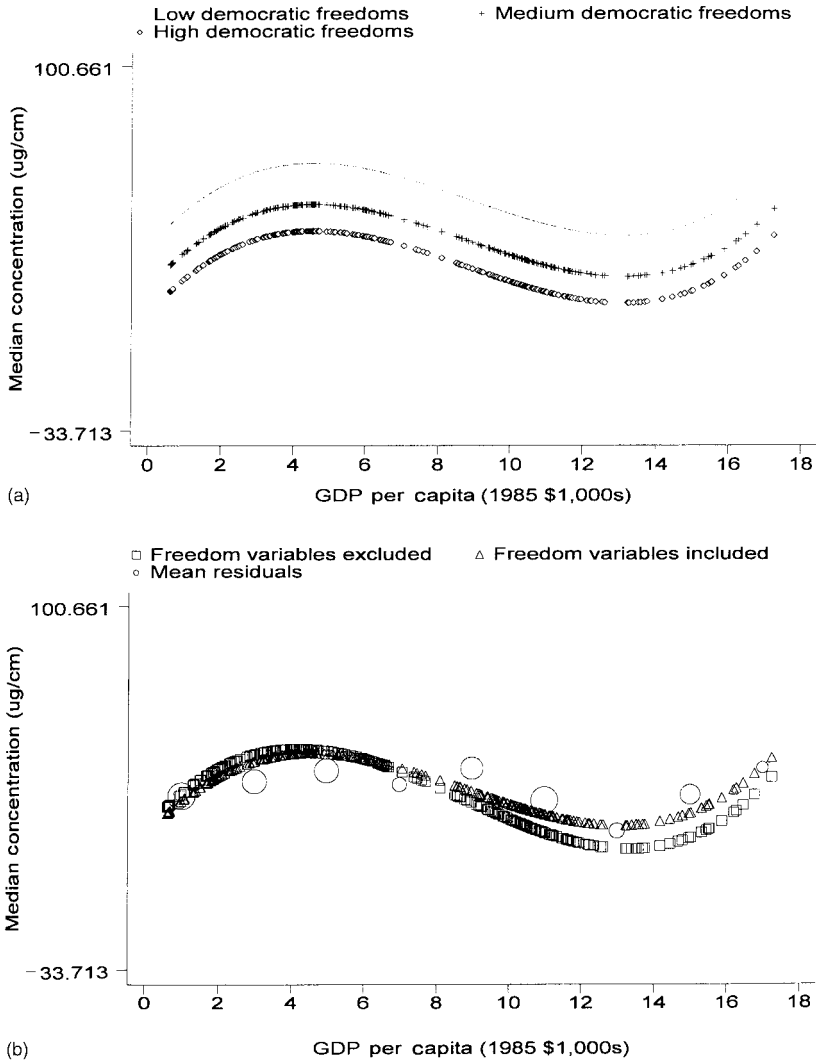 Low democratic freedoms + Medium democratic freedoms
◇ High democratic freedoms
100.661
Median concentration (ug/cm)
−33.713
0 2 4 6 8 10 12 14 16 18
GDP per capita (1985 $1,000s)
(a)
□ Freedom variables excluded △ Freedom variables included
○ Mean residuals
100.661
Median concentration (ug/cm)
−33.713
0 2 4 6 8 10 12 14 16 18
GDP per capita (1985 $1,000s)
(b)